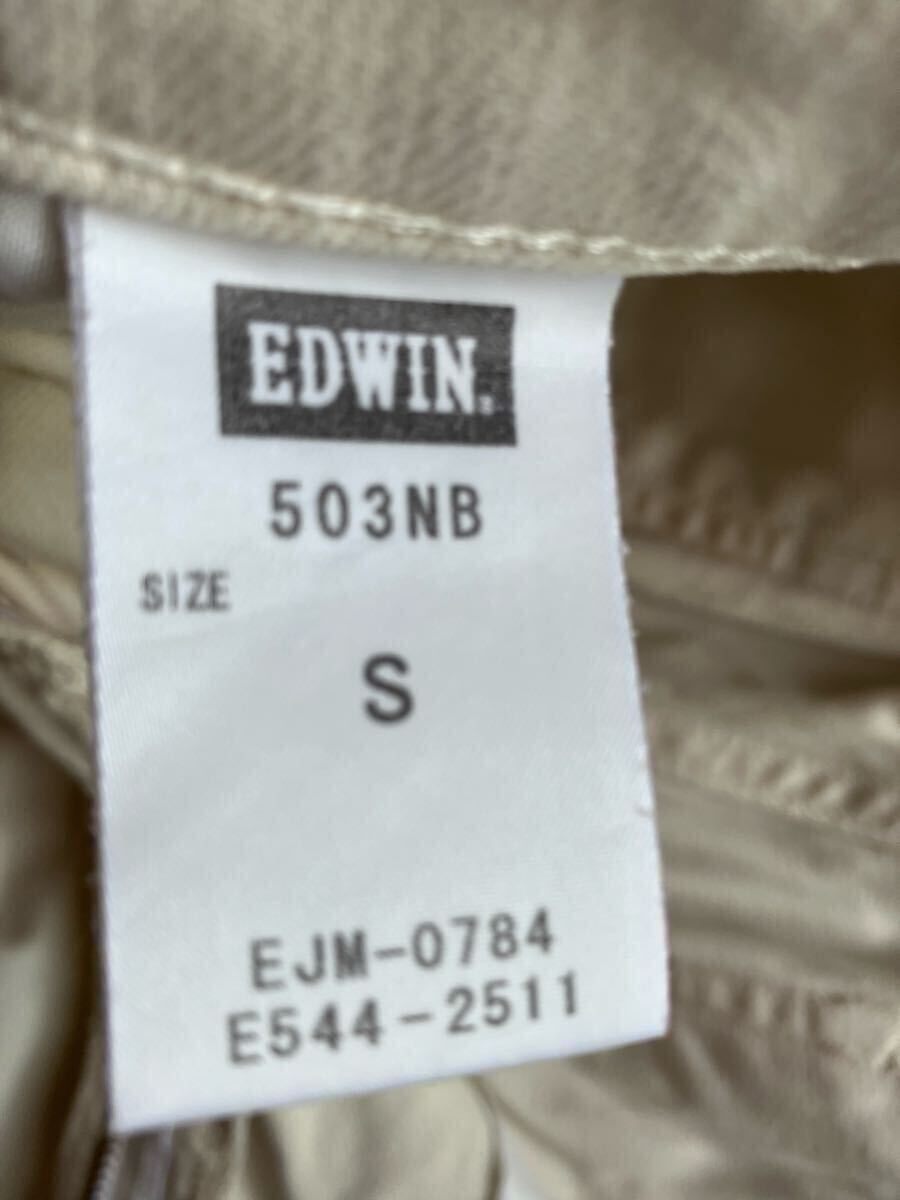 EDWIN.
503NB
SIZE
S
EJM-0784
E544-2511